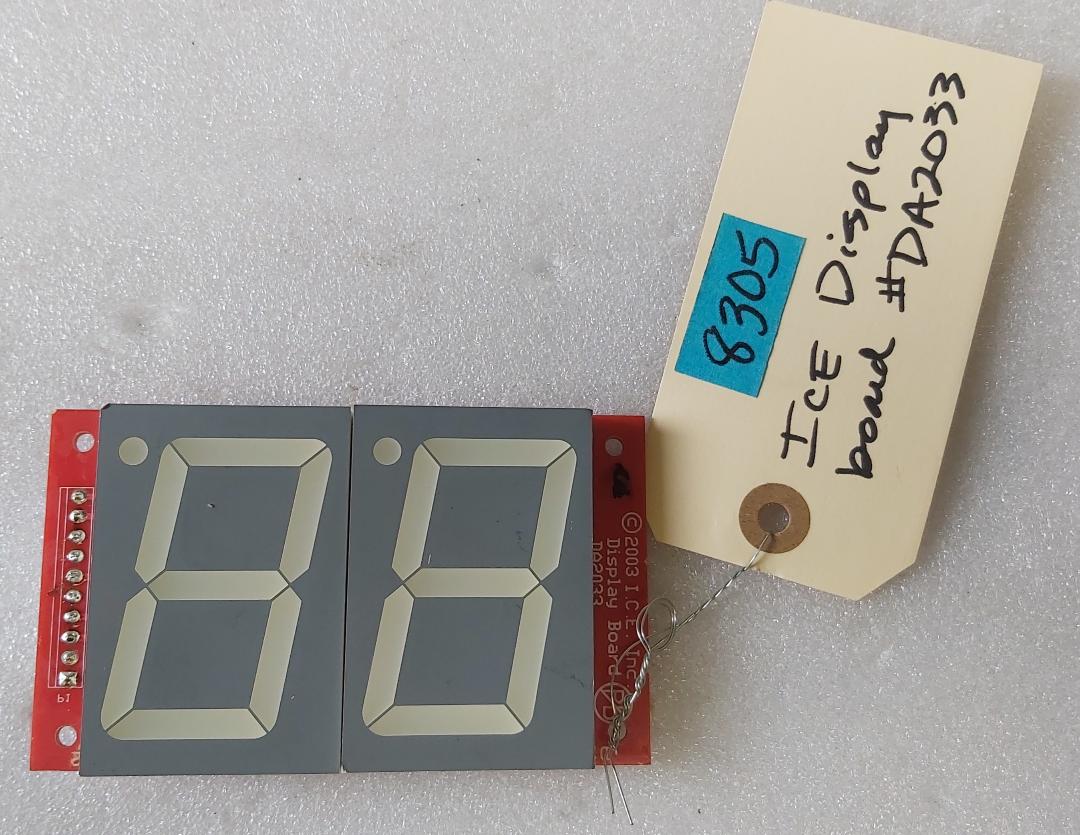 8305
ICE Display
board #DA2033
©2003 I.C.E. Inc.
Display Board
DA2033
P1